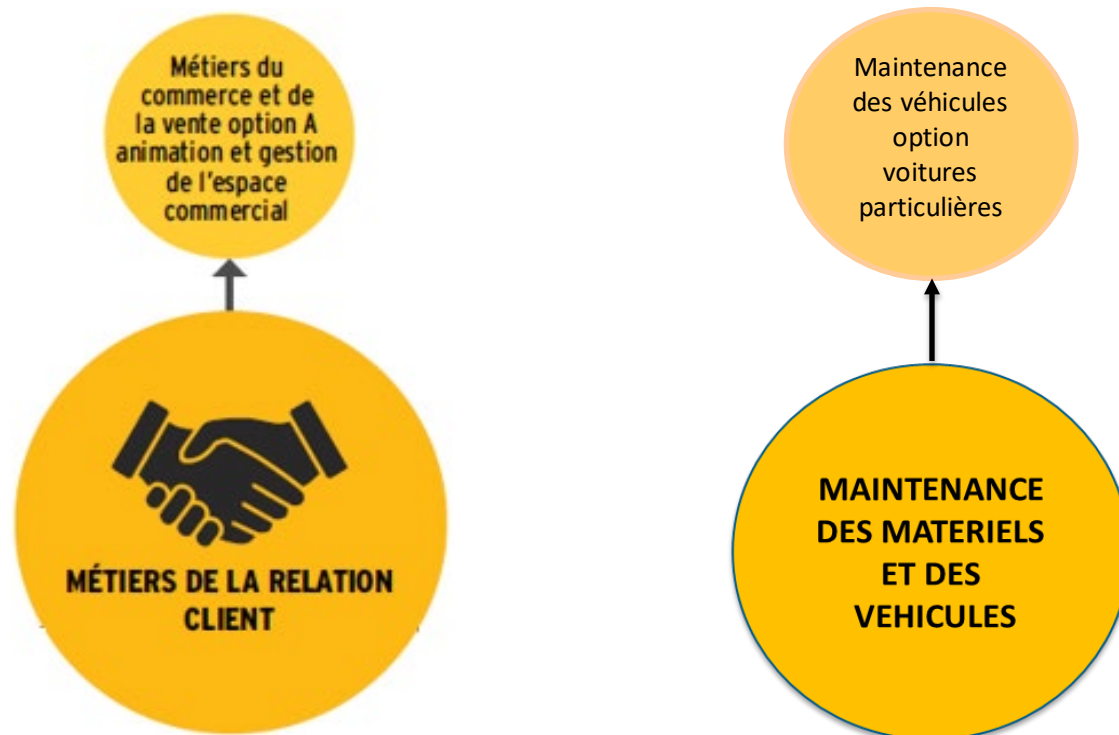 Métiers du
commerce et de
la vente option A
animation et gestion
de l'espace
commercial
MÉTIERS DE LA RELATION
CLIENT
Maintenance
des véhicules
option
voitures
particulières
MAINTENANCE
DES MATERIELS
ET DES
VEHICULES